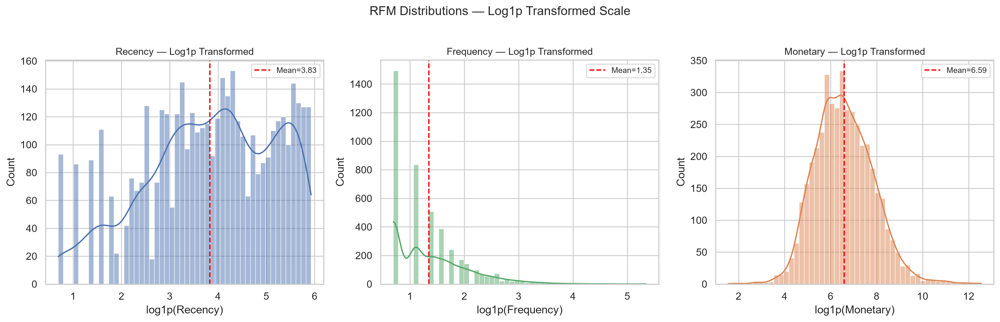 RFM Distributions — Log1p Transformed Scale
Recency — Log1p Transformed
Mean=3.83
Count
160
140
120
100
80
60
40
20
0
1 2 3 4 5 6
log1p(Recency)
Frequency — Log1p Transformed
Mean=1.35
Count
1400
1200
1000
800
600
400
200
0
1 2 3 4 5
log1p(Frequency)
Monetary — Log1p Transformed
Mean=6.59
Count
350
300
250
200
150
100
50
0
2 4 6 8 10 12
log1p(Monetary)